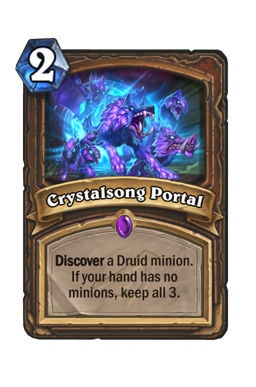 2
Crystalsong Portal
Discover a Druid minion.
If your hand has no
minions, keep all 3.